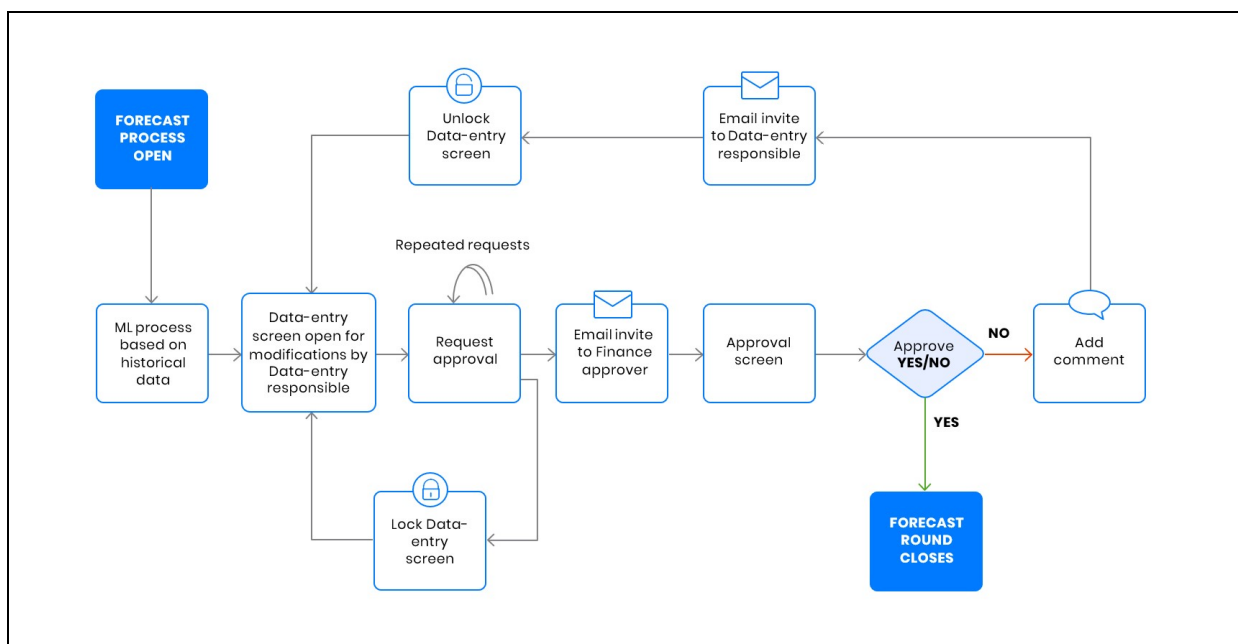 FORECAST
PROCESS
OPEN
Unlock
Data-entry
screen
Email invite
to Data-entry
responsible
Repeated requests
ML process
based on
historical
data
Data-entry
screen open for
modifications by
Data-entry
responsible
Request
approval
Email invite
to Finance
approver
Approval
screen
Approve
YES/NO
NO
Add
comment
YES
Lock Data-
entry
screen
FORECAST
ROUND
CLOSES